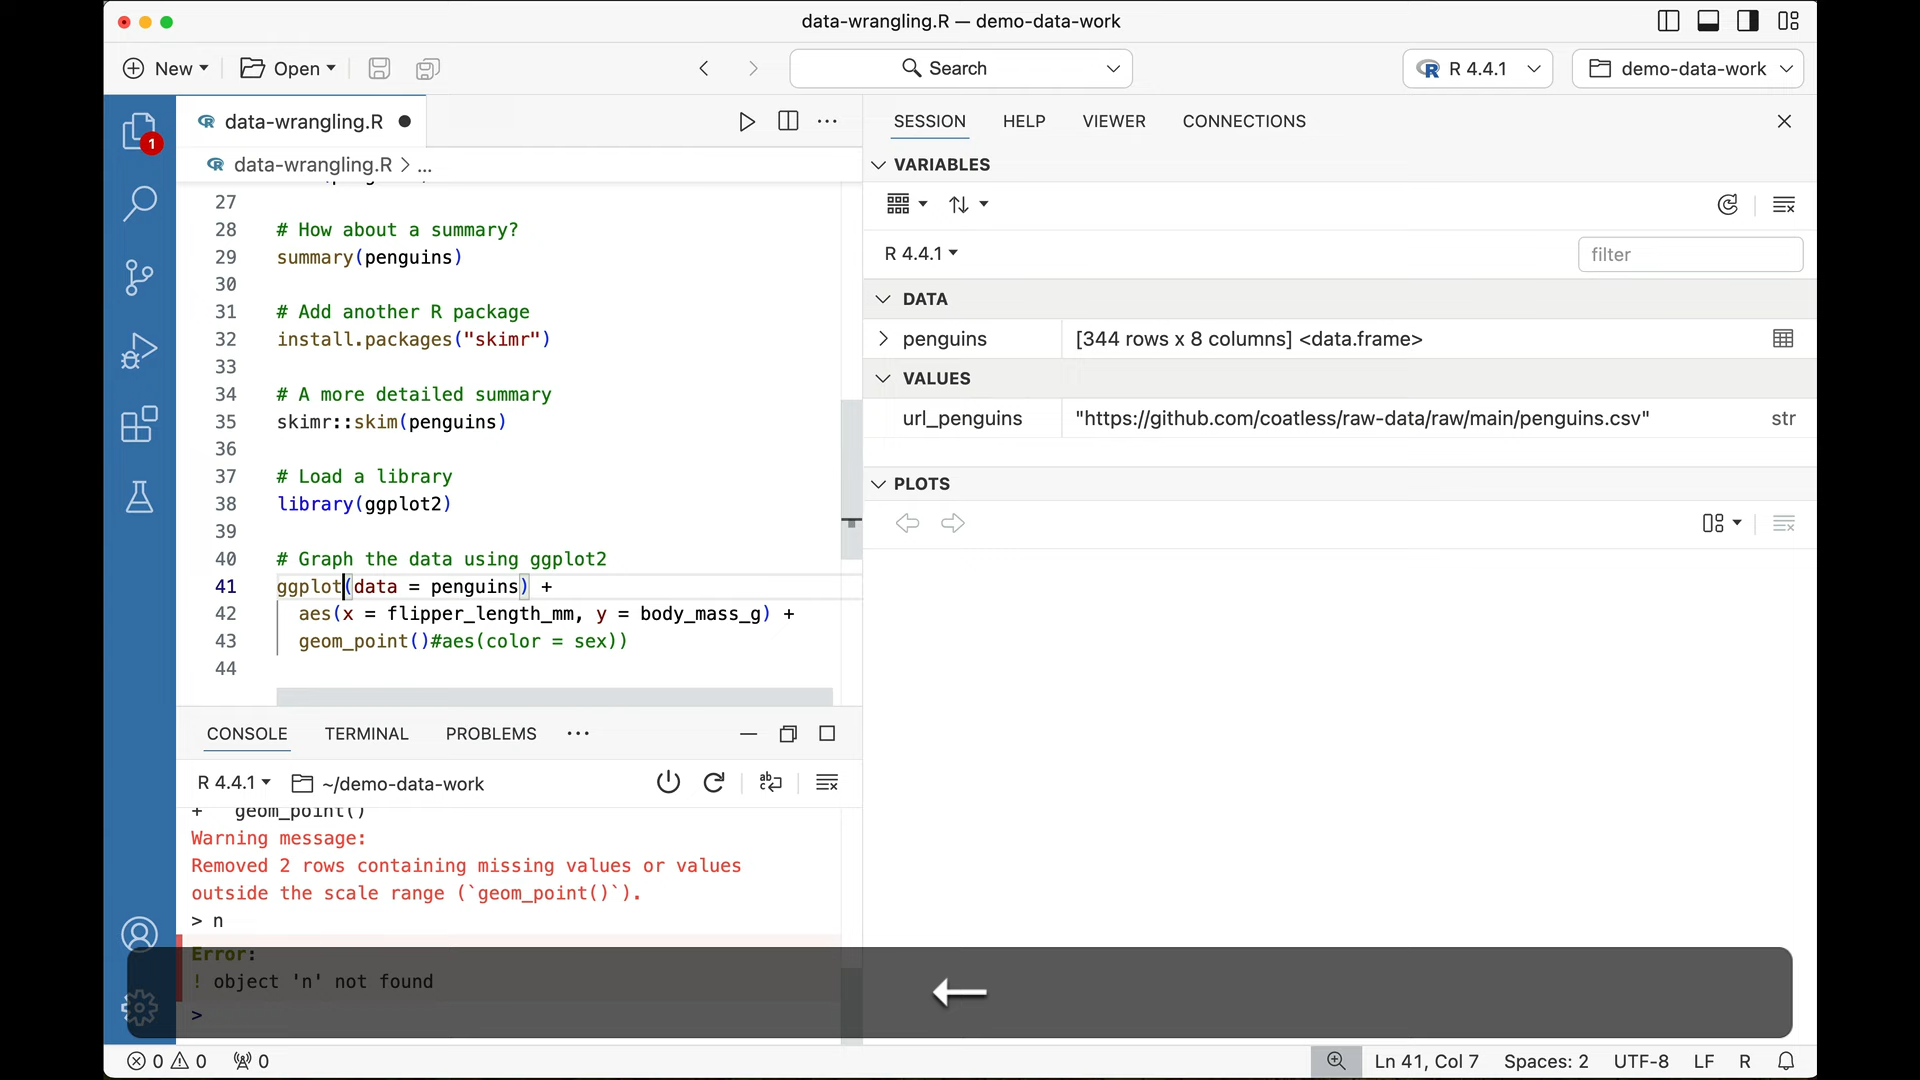 data-wrangling.R — demo-data-work
New
Open
Search
R 4.4.1
demo-data-work
1
data-wrangling.R
data-wrangling.R > ...
27
28 # How about a summary?
29 summary(penguins)
30
31 # Add another R package
32 install.packages("skimr")
33
34 # A more detailed summary
35 skimr::skim(penguins)
36
37 # Load a library
38 library(ggplot2)
39
40 # Graph the data using ggplot2
41 ggplot(data = penguins) +
42 aes(x = flipper_length_mm, y = body_mass_g) +
43 geom_point()#aes(color = sex))
44
CONSOLE TERMINAL PROBLEMS ...
R 4.4.1 ~/demo-data-work
+ geom_point()
Warning message:
Removed 2 rows containing missing values or values
outside the scale range (`geom_point()`).
> n
Error:
! object 'n' not found
>
SESSION HELP VIEWER CONNECTIONS
VARIABLES
R 4.4.1
filter
DATA
penguins [344 rows x 8 columns] <data.frame>
VALUES
url_penguins "https://github.com/coatless/raw-data/raw/main/penguins.csv" str
PLOTS
0 0 0
Ln 41, Col 7 Spaces: 2 UTF-8 LF R